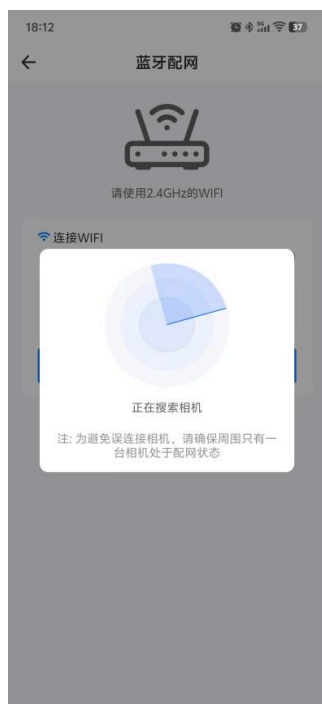 18:12
5G
37
蓝牙配网
请使用2.4GHz的WIFI
连接WIFI
正在搜索相机
注: 为避免误连接相机，请确保周围只有一
台相机处于配网状态